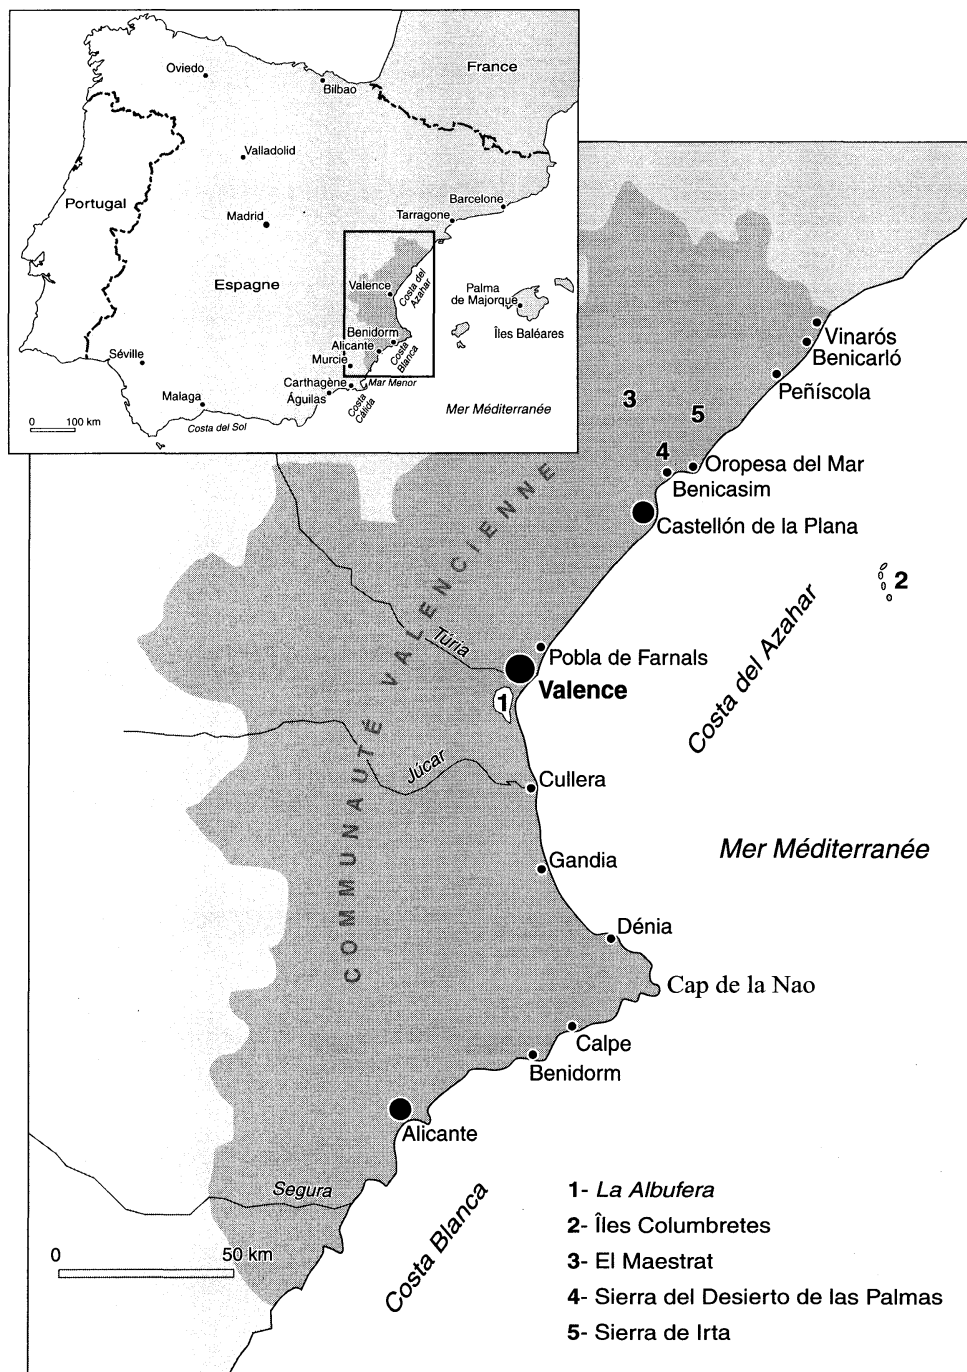 France
Oviedo
Bilbao
Valladolid
Portugal
Barcelone
Tarragone
Madrid
Espagne
Valence
Costa del
Azahar
Palma
de Majorque
Îles Baléares
Benidorm
Alicante
Costa
Blanca
Séville
Murcie
Carthagène
Mar Menor
Águilas
Costa
Cálida
Malaga
Costa del Sol
Mer Méditerranée
0 100 km
Vinarós
Benicarló
Peñíscola
3
5
4
Oropesa del Mar
Benicasim
Castellón de la Plana
COMMUNAUTÉ VALENCIENNE
2
Costa del Azahar
Túria
Pobla de Farnals
Valence
1
Júcar
Cullera
Mer Méditerranée
Gandia
Dénia
Cap de la Nao
Calpe
Benidorm
Alicante
Segura
Costa Blanca
0 50 km
1- La Albufera
2- Îles Columbretes
3- El Maestrat
4- Sierra del Desierto de las Palmas
5- Sierra de Irta